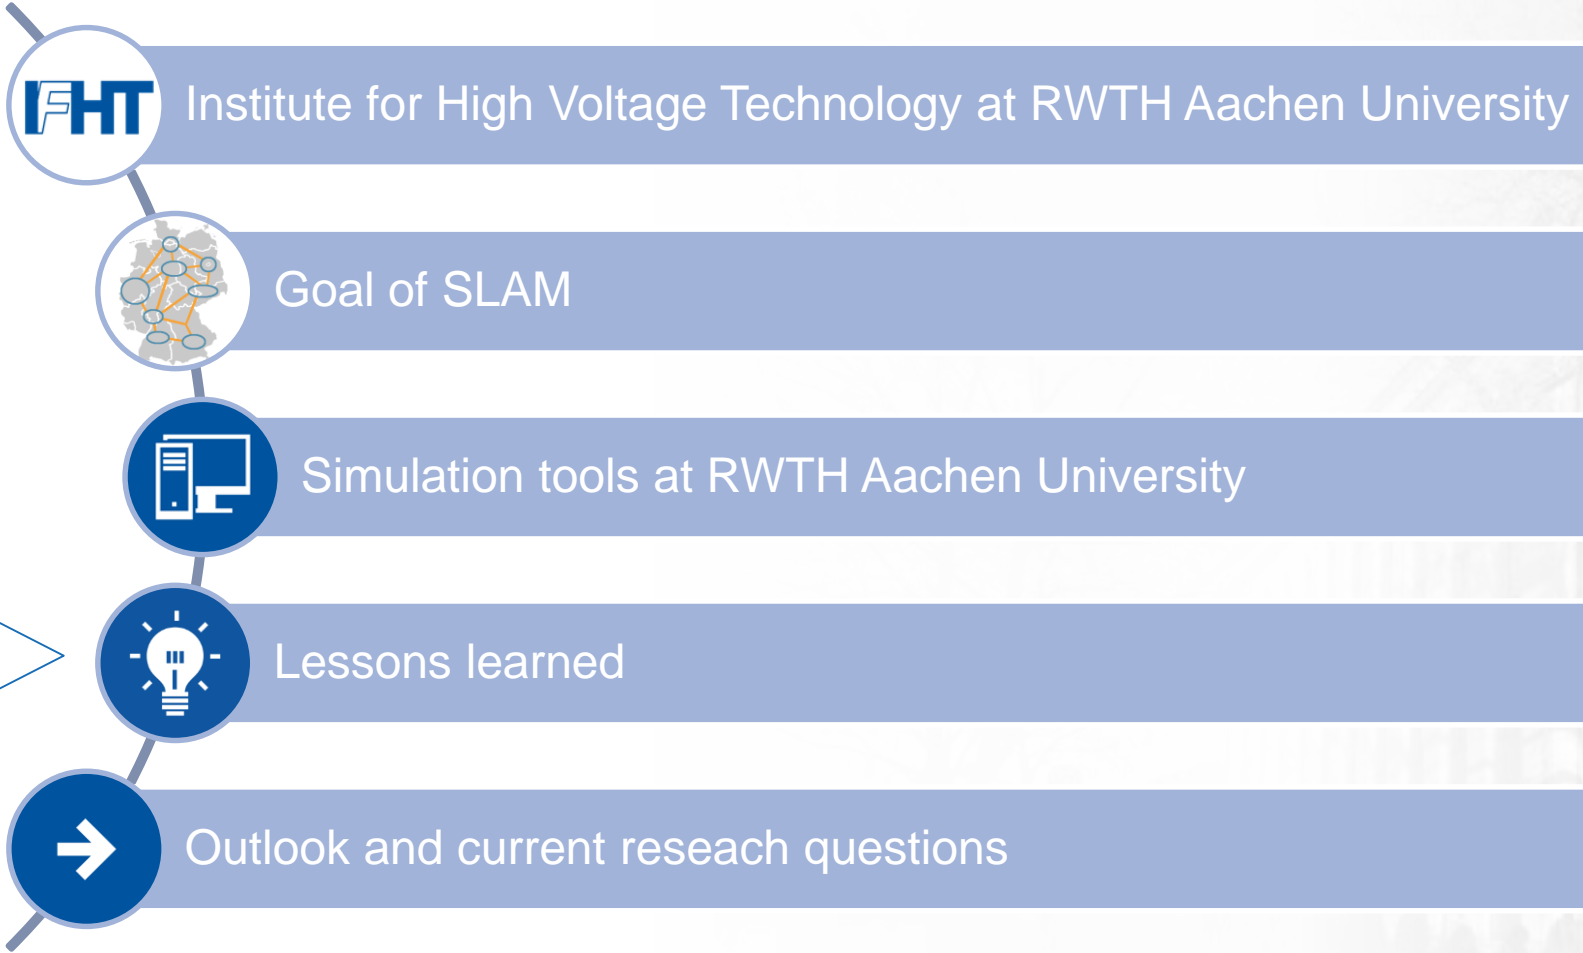 IFHT
Institute for High Voltage Technology at RWTH Aachen University
Goal of SLAM
Simulation tools at RWTH Aachen University
Lessons learned
Outlook and current reseach questions